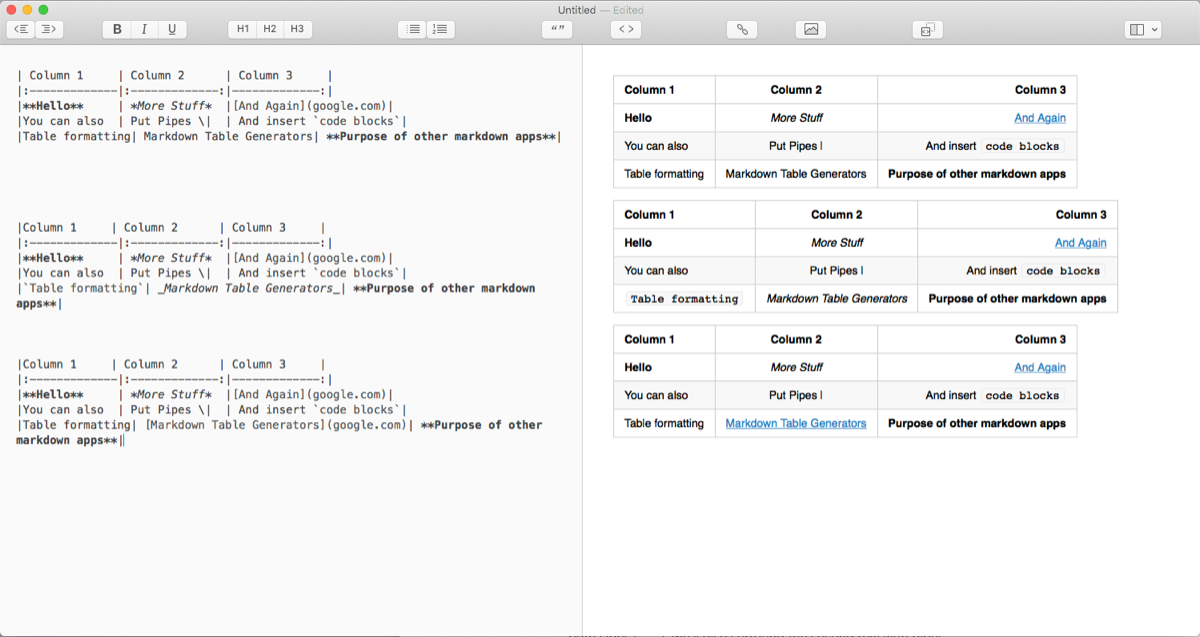 Untitled — Edited
B I U H1 H2 H3 “” <>
| Column 1     | Column 2      | Column 3     |
|:-------------|:-------------:|-------------:|
|**Hello**     | *More Stuff*  |[And Again](google.com)|
|You can also  | Put Pipes \|  | And insert `code blocks`|
|Table formatting| Markdown Table Generators| **Purpose of other markdown apps**|
|Column 1     | Column 2      | Column 3     |
|:-------------|:-------------:|-------------:|
|**Hello**     | *More Stuff*  |[And Again](google.com)|
|You can also  | Put Pipes \|  | And insert `code blocks`|
|`Table formatting`| _Markdown Table Generators_| **Purpose of other markdown
apps**|
|Column 1     | Column 2      | Column 3     |
|:-------------|:-------------:|-------------:|
|**Hello**     | *More Stuff*  |[And Again](google.com)|
|You can also  | Put Pipes \|  | And insert `code blocks`|
|Table formatting| [Markdown Table Generators](google.com)| **Purpose of other
markdown apps**|
Column 1 Column 2 Column 3
Hello More Stuff And Again
You can also Put Pipes | And insert code blocks
Table formatting Markdown Table Generators Purpose of other markdown apps
Column 1 Column 2 Column 3
Hello More Stuff And Again
You can also Put Pipes | And insert code blocks
Table formatting Markdown Table Generators Purpose of other markdown apps
Column 1 Column 2 Column 3
Hello More Stuff And Again
You can also Put Pipes | And insert code blocks
Table formatting Markdown Table Generators Purpose of other markdown apps